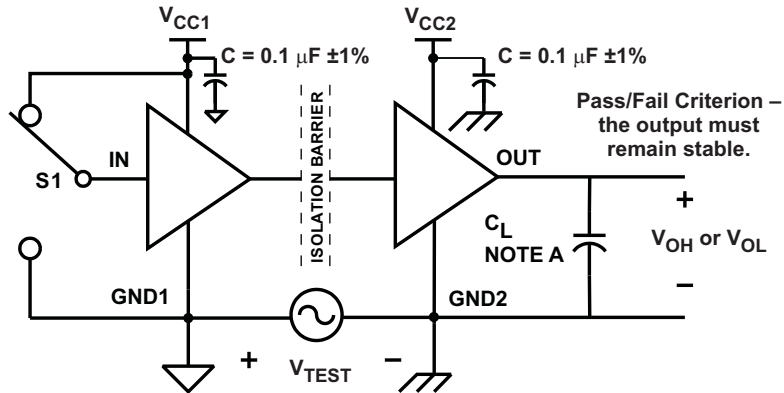 VCC1
VCC2
C = 0.1 μF ±1%
C = 0.1 μF ±1%
Pass/Fail Criterion –
the output must
remain stable.
ISOLATION BARRIER
IN
OUT
S1
+
CL
NOTE A
VOH or VOL
–
GND1
GND2
+
VTEST
–